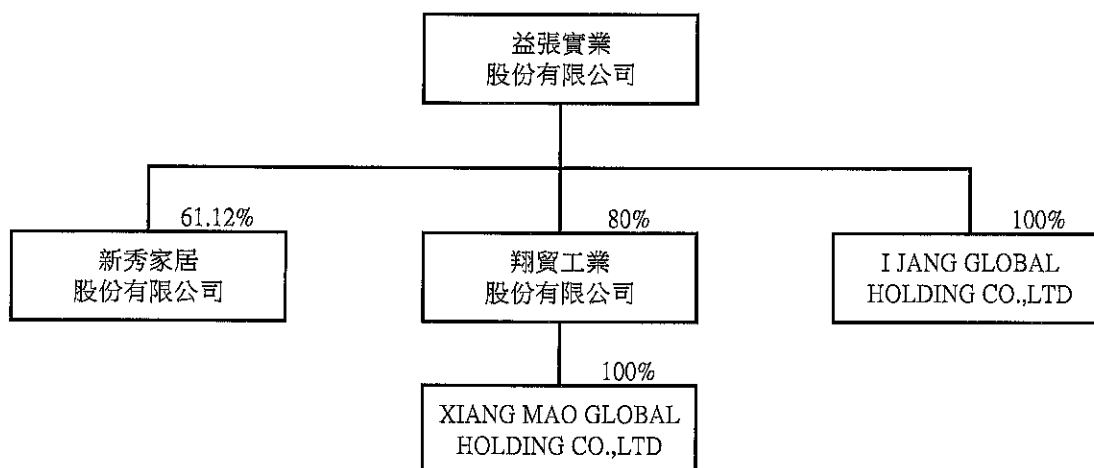 益張實業
股份有限公司
61.12%
新秀家居
股份有限公司
80%
翔貿工業
股份有限公司
100%
I JANG GLOBAL
HOLDING CO.,LTD
100%
XIANG MAO GLOBAL
HOLDING CO.,LTD